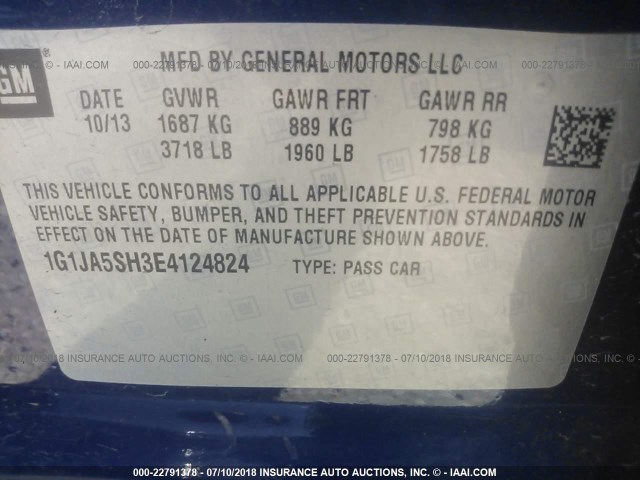 GM
®
MFD BY GENERAL MOTORS LLC
DATE GVWR GAWR FRT GAWR RR
10/13 1687 KG 889 KG 798 KG
3718 LB 1960 LB 1758 LB
THIS VEHICLE CONFORMS TO ALL APPLICABLE U.S. FEDERAL MOTOR
VEHICLE SAFETY, BUMPER, AND THEFT PREVENTION STANDARDS IN
EFFECT ON THE DATE OF MANUFACTURE SHOWN ABOVE.
1G1JA5SH3E4124824 TYPE: PASS CAR
000-22791378 - 07/10/2018 INSURANCE AUTO AUCTIONS, INC. © - IAAI.COM